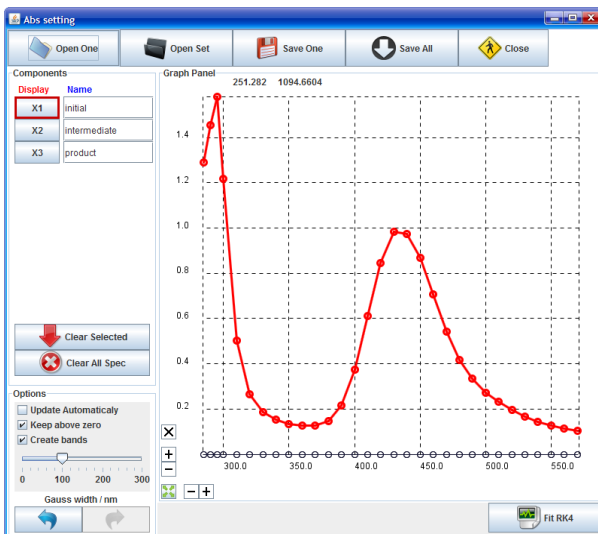 Abs setting
Open One
Open Set
Save One
Save All
Close
Components
Display Name
X1 initial
X2 intermediate
X3 product
Clear Selected
Clear All Spec
Options
Update Automaticaly
Keep above zero
Create bands
0 100 200 300
Gauss width / nm
Graph Panel
251.282 1094.6604
1.4
1.2
1.0
0.8
0.6
0.4
0.2
300.0 350.0 400.0 450.0 500.0 550.0
Fit RK4